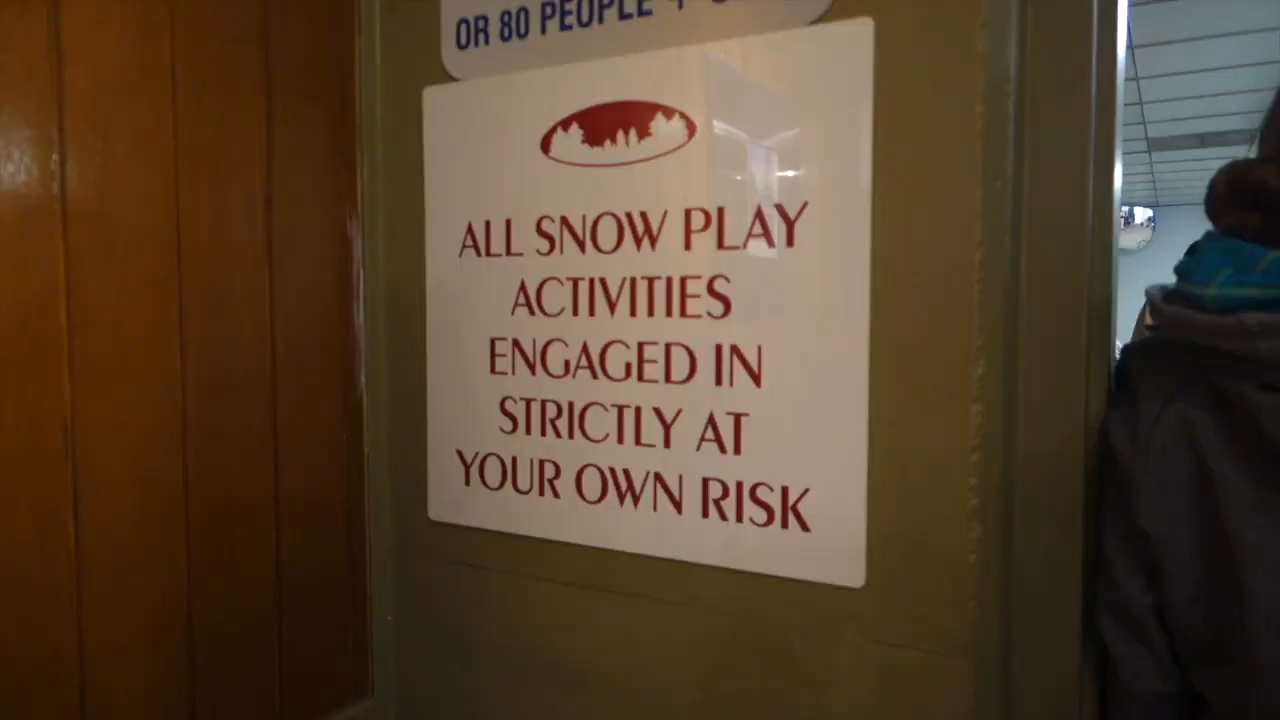 OR 80 PEOPLE +
ALL SNOW PLAY
ACTIVITIES
ENGAGED IN
STRICTLY AT
YOUR OWN RISK